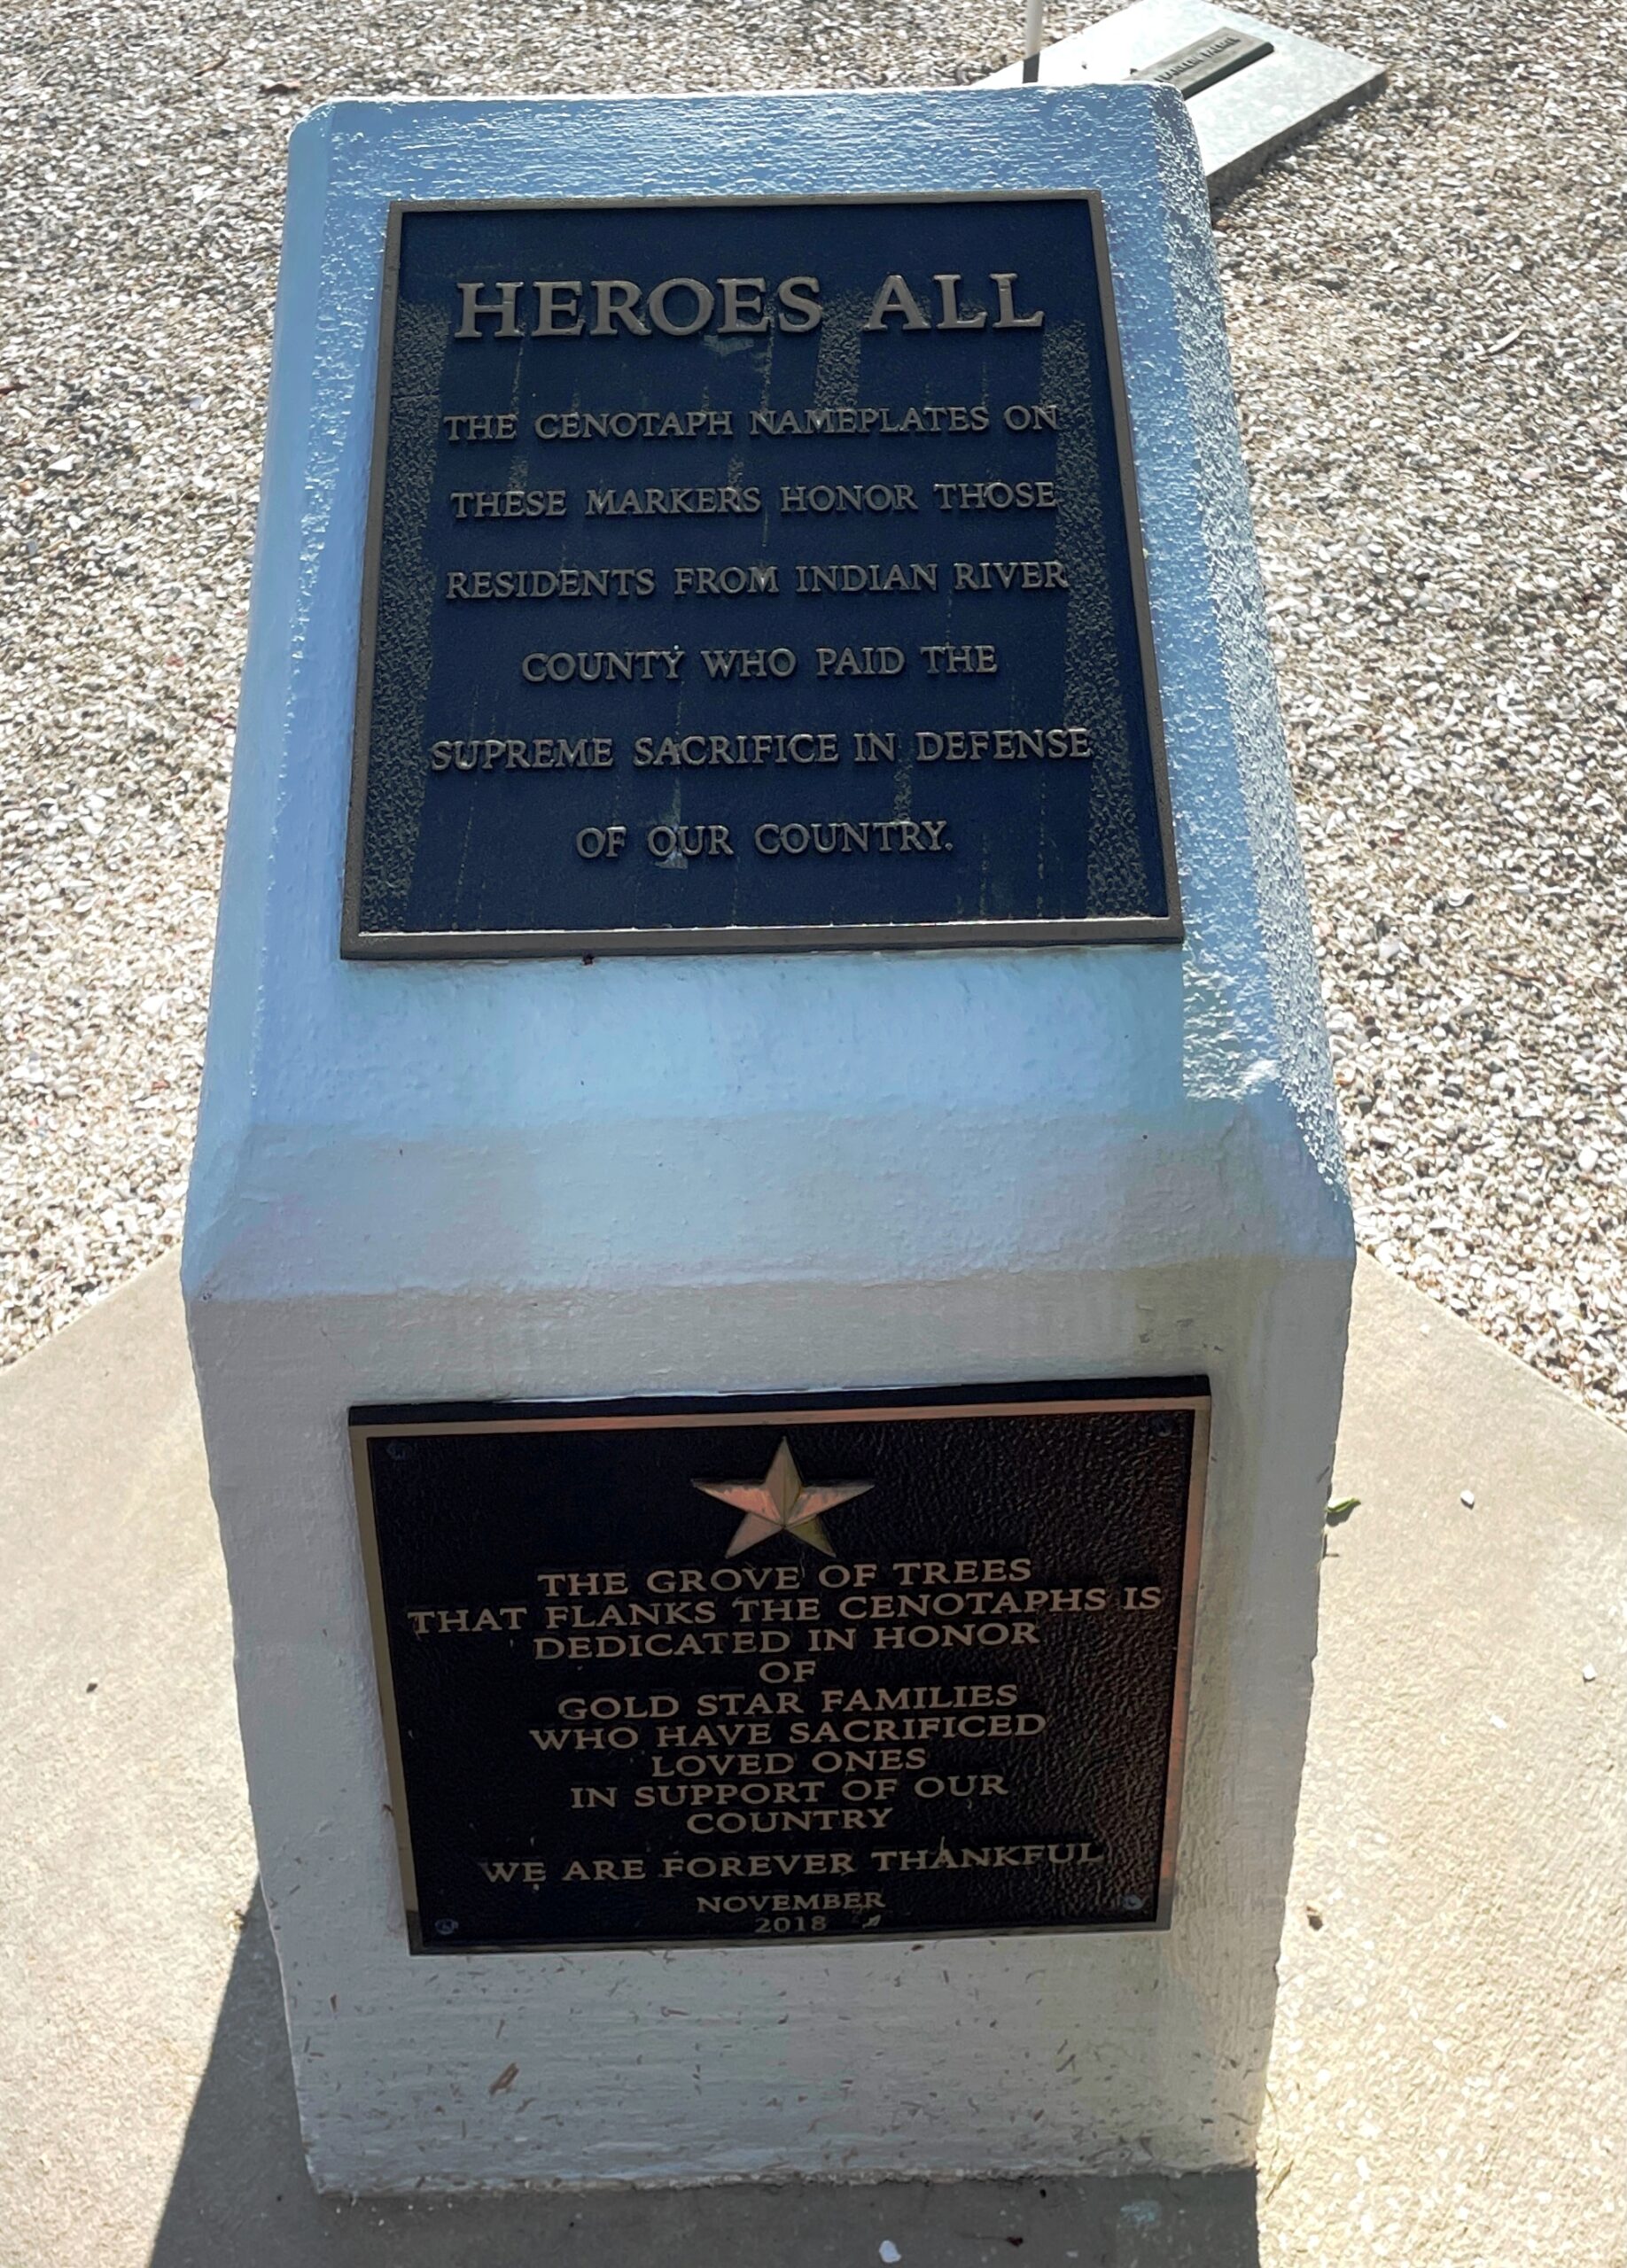 HEROES ALL
THE CENOTAPH NAMEPLATES ON
THESE MARKERS HONOR THOSE
RESIDENTS FROM INDIAN RIVER
COUNTY WHO PAID THE
SUPREME SACRIFICE IN DEFENSE
OF OUR COUNTRY.
THE GROVE OF TREES
THAT FLANKS THE CENOTAPHS IS
DEDICATED IN HONOR
OF
GOLD STAR FAMILIES
WHO HAVE SACRIFICED
LOVED ONES
IN SUPPORT OF OUR
COUNTRY
WE ARE FOREVER THANKFUL
NOVEMBER
2018